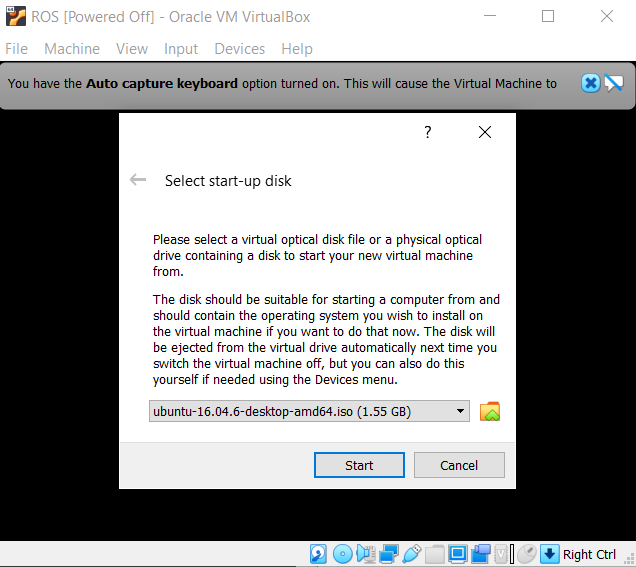 ROS [Powered Off] - Oracle VM VirtualBox
File Machine View Input Devices Help
You have the Auto capture keyboard option turned on. This will cause the Virtual Machine to
?
Select start-up disk
Please select a virtual optical disk file or a physical optical
drive containing a disk to start your new virtual machine
from.
The disk should be suitable for starting a computer from and
should contain the operating system you wish to install on
the virtual machine if you want to do that now. The disk will
be ejected from the virtual drive automatically next time you
switch the virtual machine off, but you can also do this
yourself if needed using the Devices menu.
ubuntu-16.04.6-desktop-amd64.iso (1.55 GB)
Start Cancel
Right Ctrl